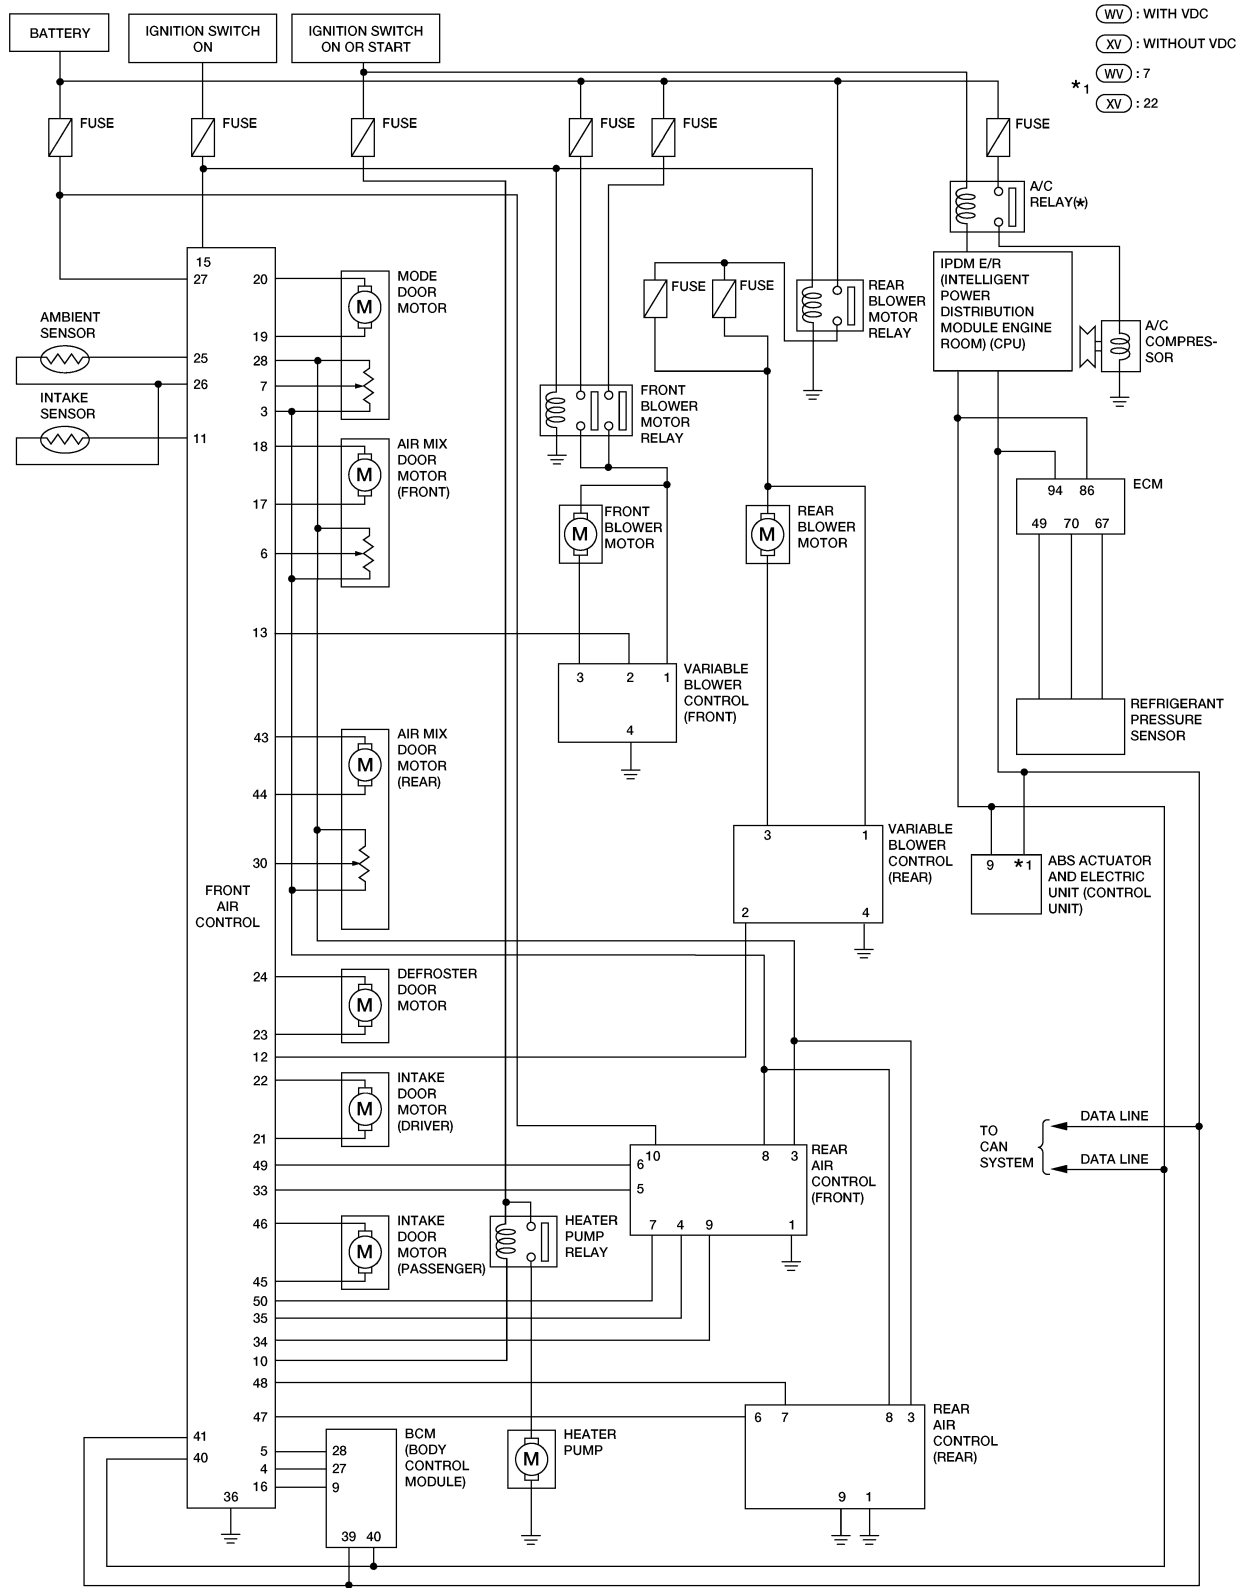 BATTERY
IGNITION SWITCH
ON
IGNITION SWITCH
ON OR START
WV : WITH VDC
XV : WITHOUT VDC
*1
WV : 7
XV : 22
FUSE
FUSE
FUSE
FUSE
FUSE
FUSE
A/C
RELAY(*)
15
27
20
MODE
DOOR
MOTOR
M
FUSE
FUSE
REAR
BLOWER
MOTOR
RELAY
IPDM E/R
(INTELLIGENT
POWER
DISTRIBUTION
MODULE ENGINE
ROOM) (CPU)
A/C
COMPRES-
SOR
AMBIENT
SENSOR
19
25
28
26
7
INTAKE
SENSOR
3
11
FRONT
BLOWER
MOTOR
RELAY
18
AIR MIX
DOOR
MOTOR
(FRONT)
M
17
6
ECM
94 86
49 70 67
FRONT
BLOWER
MOTOR
M
REAR
BLOWER
MOTOR
M
13
3 2 1
4
VARIABLE
BLOWER
CONTROL
(FRONT)
REFRIGERANT
PRESSURE
SENSOR
43
AIR MIX
DOOR
MOTOR
(REAR)
M
44
30
FRONT
AIR
CONTROL
3 1
2 4
VARIABLE
BLOWER
CONTROL
(REAR)
9 *1
ABS ACTUATOR
AND ELECTRIC
UNIT (CONTROL
UNIT)
24
DEFROSTER
DOOR
MOTOR
M
23
12
22
INTAKE
DOOR
MOTOR
(DRIVER)
M
21
TO
CAN
SYSTEM
DATA LINE
DATA LINE
49
33
10 8 3
6
5
7 4 9 1
REAR
AIR
CONTROL
(FRONT)
46
INTAKE
DOOR
MOTOR
(PASSENGER)
M
45
HEATER
PUMP
RELAY
50
35
34
10
48
47
6 7 8 3
9 1
REAR
AIR
CONTROL
(REAR)
41
40
5
4
16
36
28
27
9
39 40
BCM
(BODY
CONTROL
MODULE)
HEATER
PUMP
M